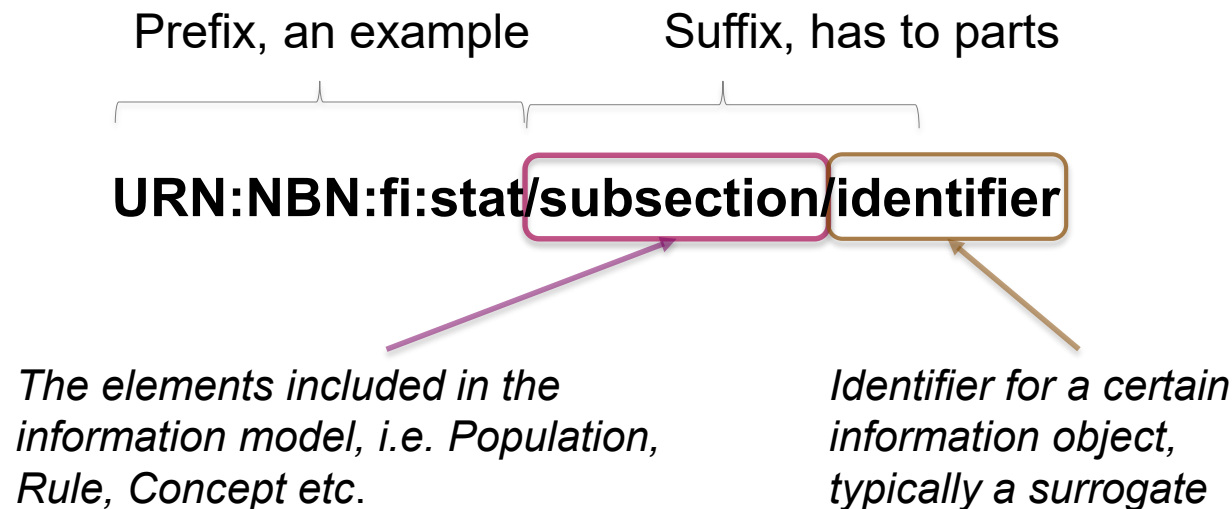 Prefix, an example
Suffix, has to parts
URN:NBN:fi:stat/subsection/identifier
The elements included in the
information model, i.e. Population,
Rule, Concept etc.
Identifier for a certain
information object,
typically a surrogate